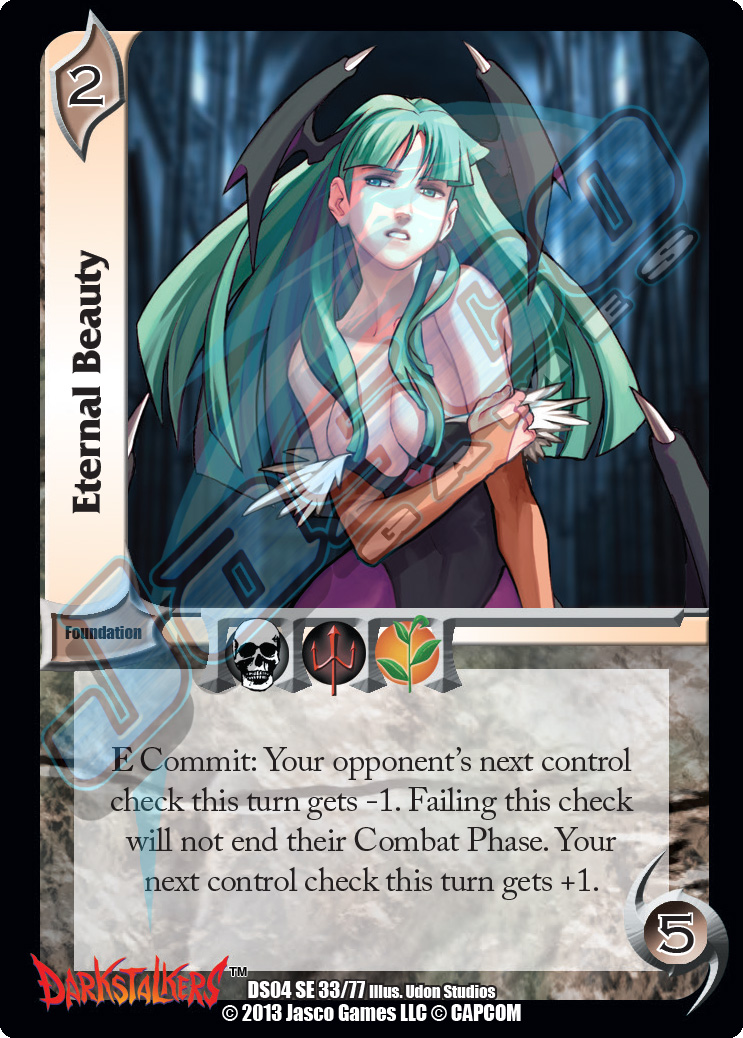 2
Eternal Beauty
JASCO
GAMES
Foundation
E Commit: Your opponent's next control
check this turn gets -1. Failing this check
will not end their Combat Phase. Your
next control check this turn gets +1.
5
DARKSTALKERS™
DS04 SE 33/77 Illus. Udon Studios
© 2013 Jasco Games LLC © CAPCOM